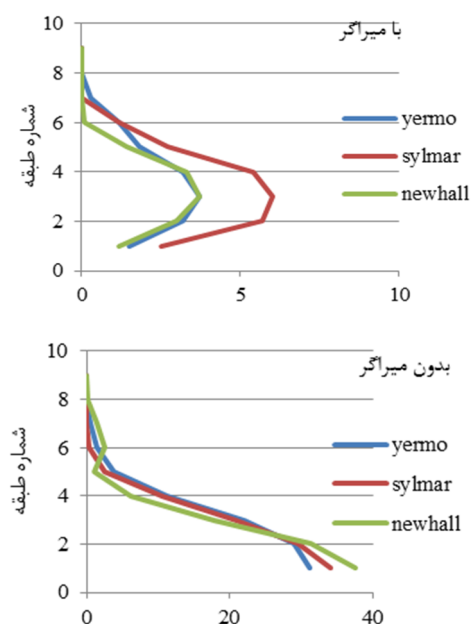 با میراگر
10
8
6
4
2
0
شماره طبقه
yermo
sylmar
newhall
0 5 10
بدون میراگر
10
8
6
4
2
0
شماره طبقه
yermo
sylmar
newhall
0 20 40